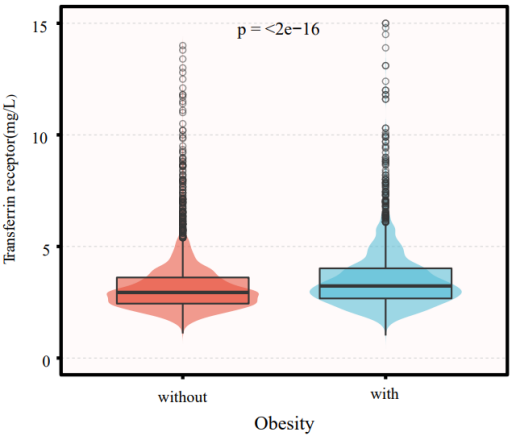 p = <2e−16
15
10
5
0
Transferrin receptor(mg/L)
without
with
Obesity